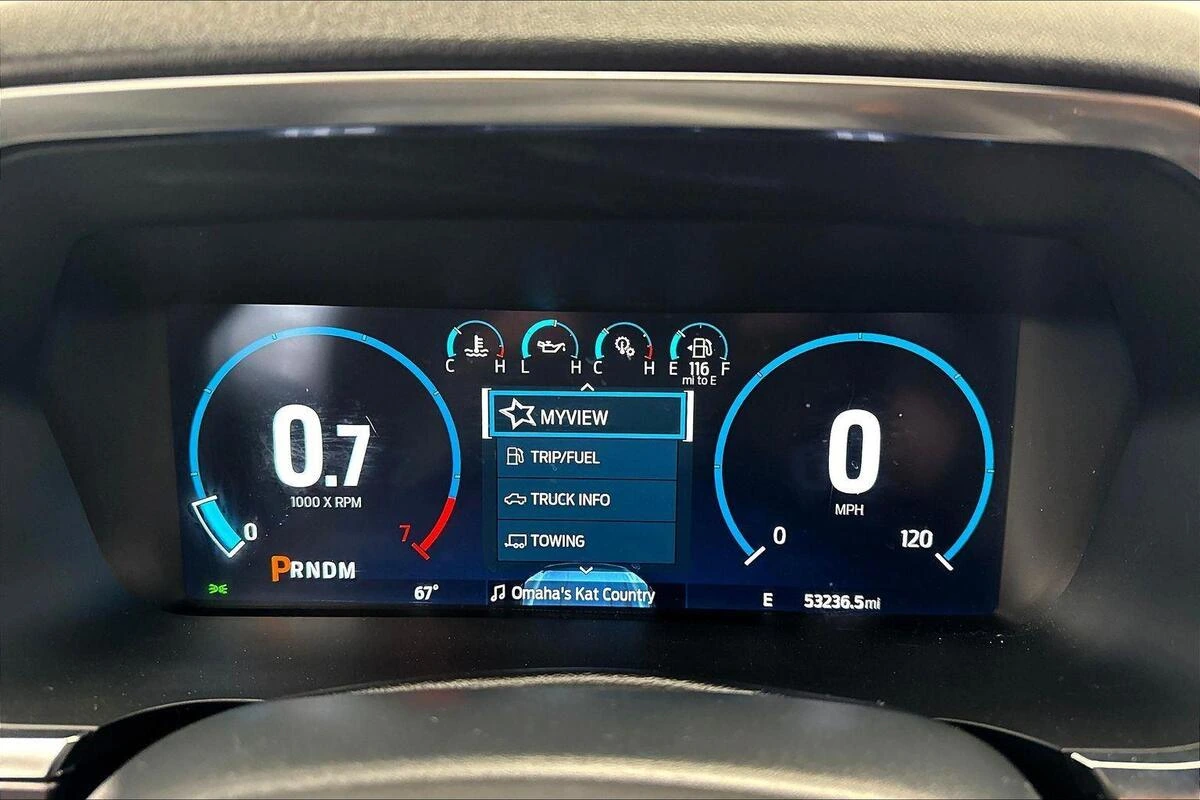 C H L H C H E 116 F
mi to E
0.7
1000 X RPM
0
7
PRNDM
67°
MYVIEW
TRIP/FUEL
TRUCK INFO
TOWING
Omaha's Kat Country
0
MPH
0
120
E
53236.5mi